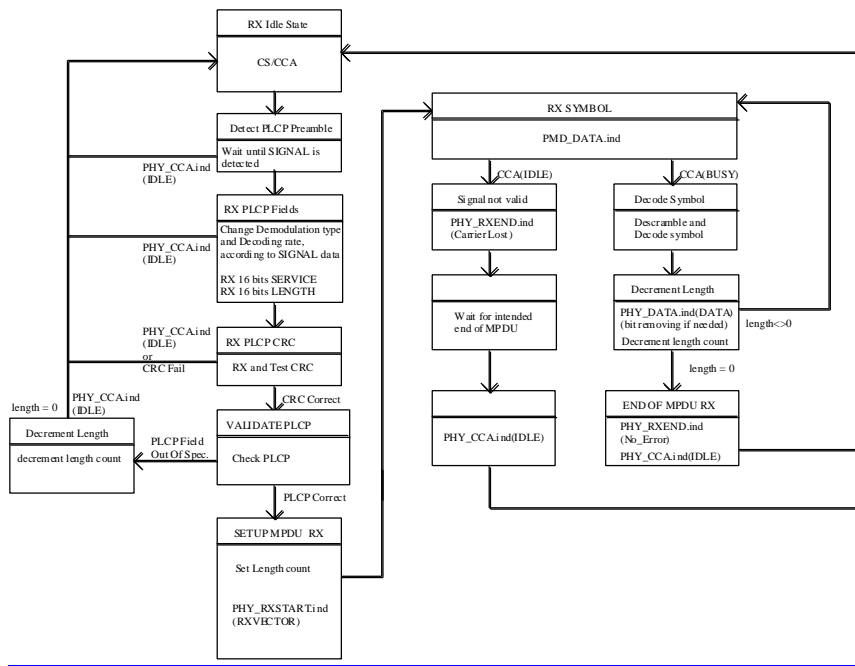 RX Idle State
CS/CCA
Detect PLCP Preamble
Wait until SIGNAL is
detected
PHY_CCA.ind
(IDLE)
RX PLCP Fields
Change Demodulation type
and Decoding rate,
according to SIGNAL data
RX 16 bits SERVICE
RX 16 bits LENGTH
PHY_CCA.ind
(IDLE)
PHY_CCA.ind
(IDLE)
or
CRC Fail
RX PLCP CRC
RX and Test CRC
CRC Correct
length = 0
PHY_CCA.ind
(IDLE)
Decrement Length
decrement length count
PLCP Field
Out Of Spec.
VALIDATE PLCP
Check PLCP
PLCP Correct
SETUP MPDU RX
Set Length count
PHY_RXSTART.ind
(RXVECTOR)
RX SYMBOL
PMD_DATA.ind
CCA(IDLE)
CCA(BUSY)
Signal not valid
PHY_RXEND.ind
(Carrier Lost)
Wait for intended
end of MPDU
PHY_CCA.ind(IDLE)
Decode Symbol
Descramble and
Decode symbol
Decrement Length
PHY_DATA.ind(DATA)
(bit removing if needed)
Decrement length count
length<>0
length = 0
END OF MPDU RX
PHY_RXEND.ind
(No_Error)
PHY_CCA.ind(IDLE)